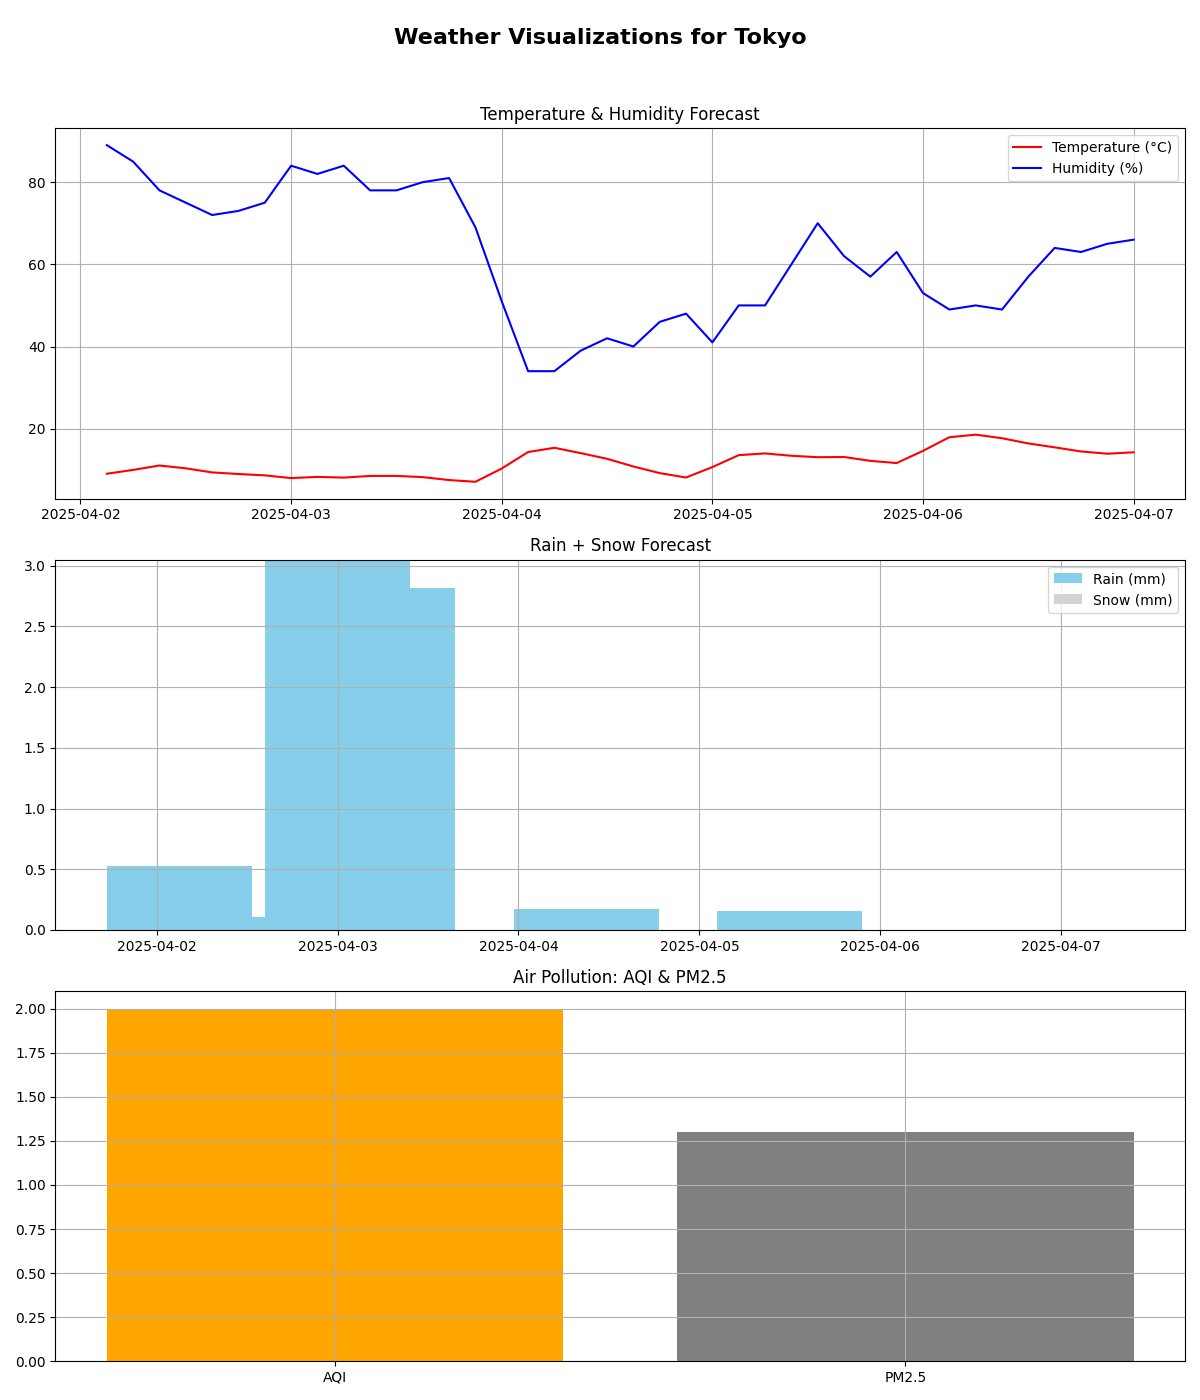 Weather Visualizations for Tokyo
Temperature & Humidity Forecast
Temperature (°C)
Humidity (%)
80
60
40
20
2025-04-02 2025-04-03 2025-04-04 2025-04-05 2025-04-06 2025-04-07
Rain + Snow Forecast
Rain (mm)
Snow (mm)
3.0
2.5
2.0
1.5
1.0
0.5
0.0
2025-04-02 2025-04-03 2025-04-04 2025-04-05 2025-04-06 2025-04-07
Air Pollution: AQI & PM2.5
2.00
1.75
1.50
1.25
1.00
0.75
0.50
0.25
0.00
AQI PM2.5